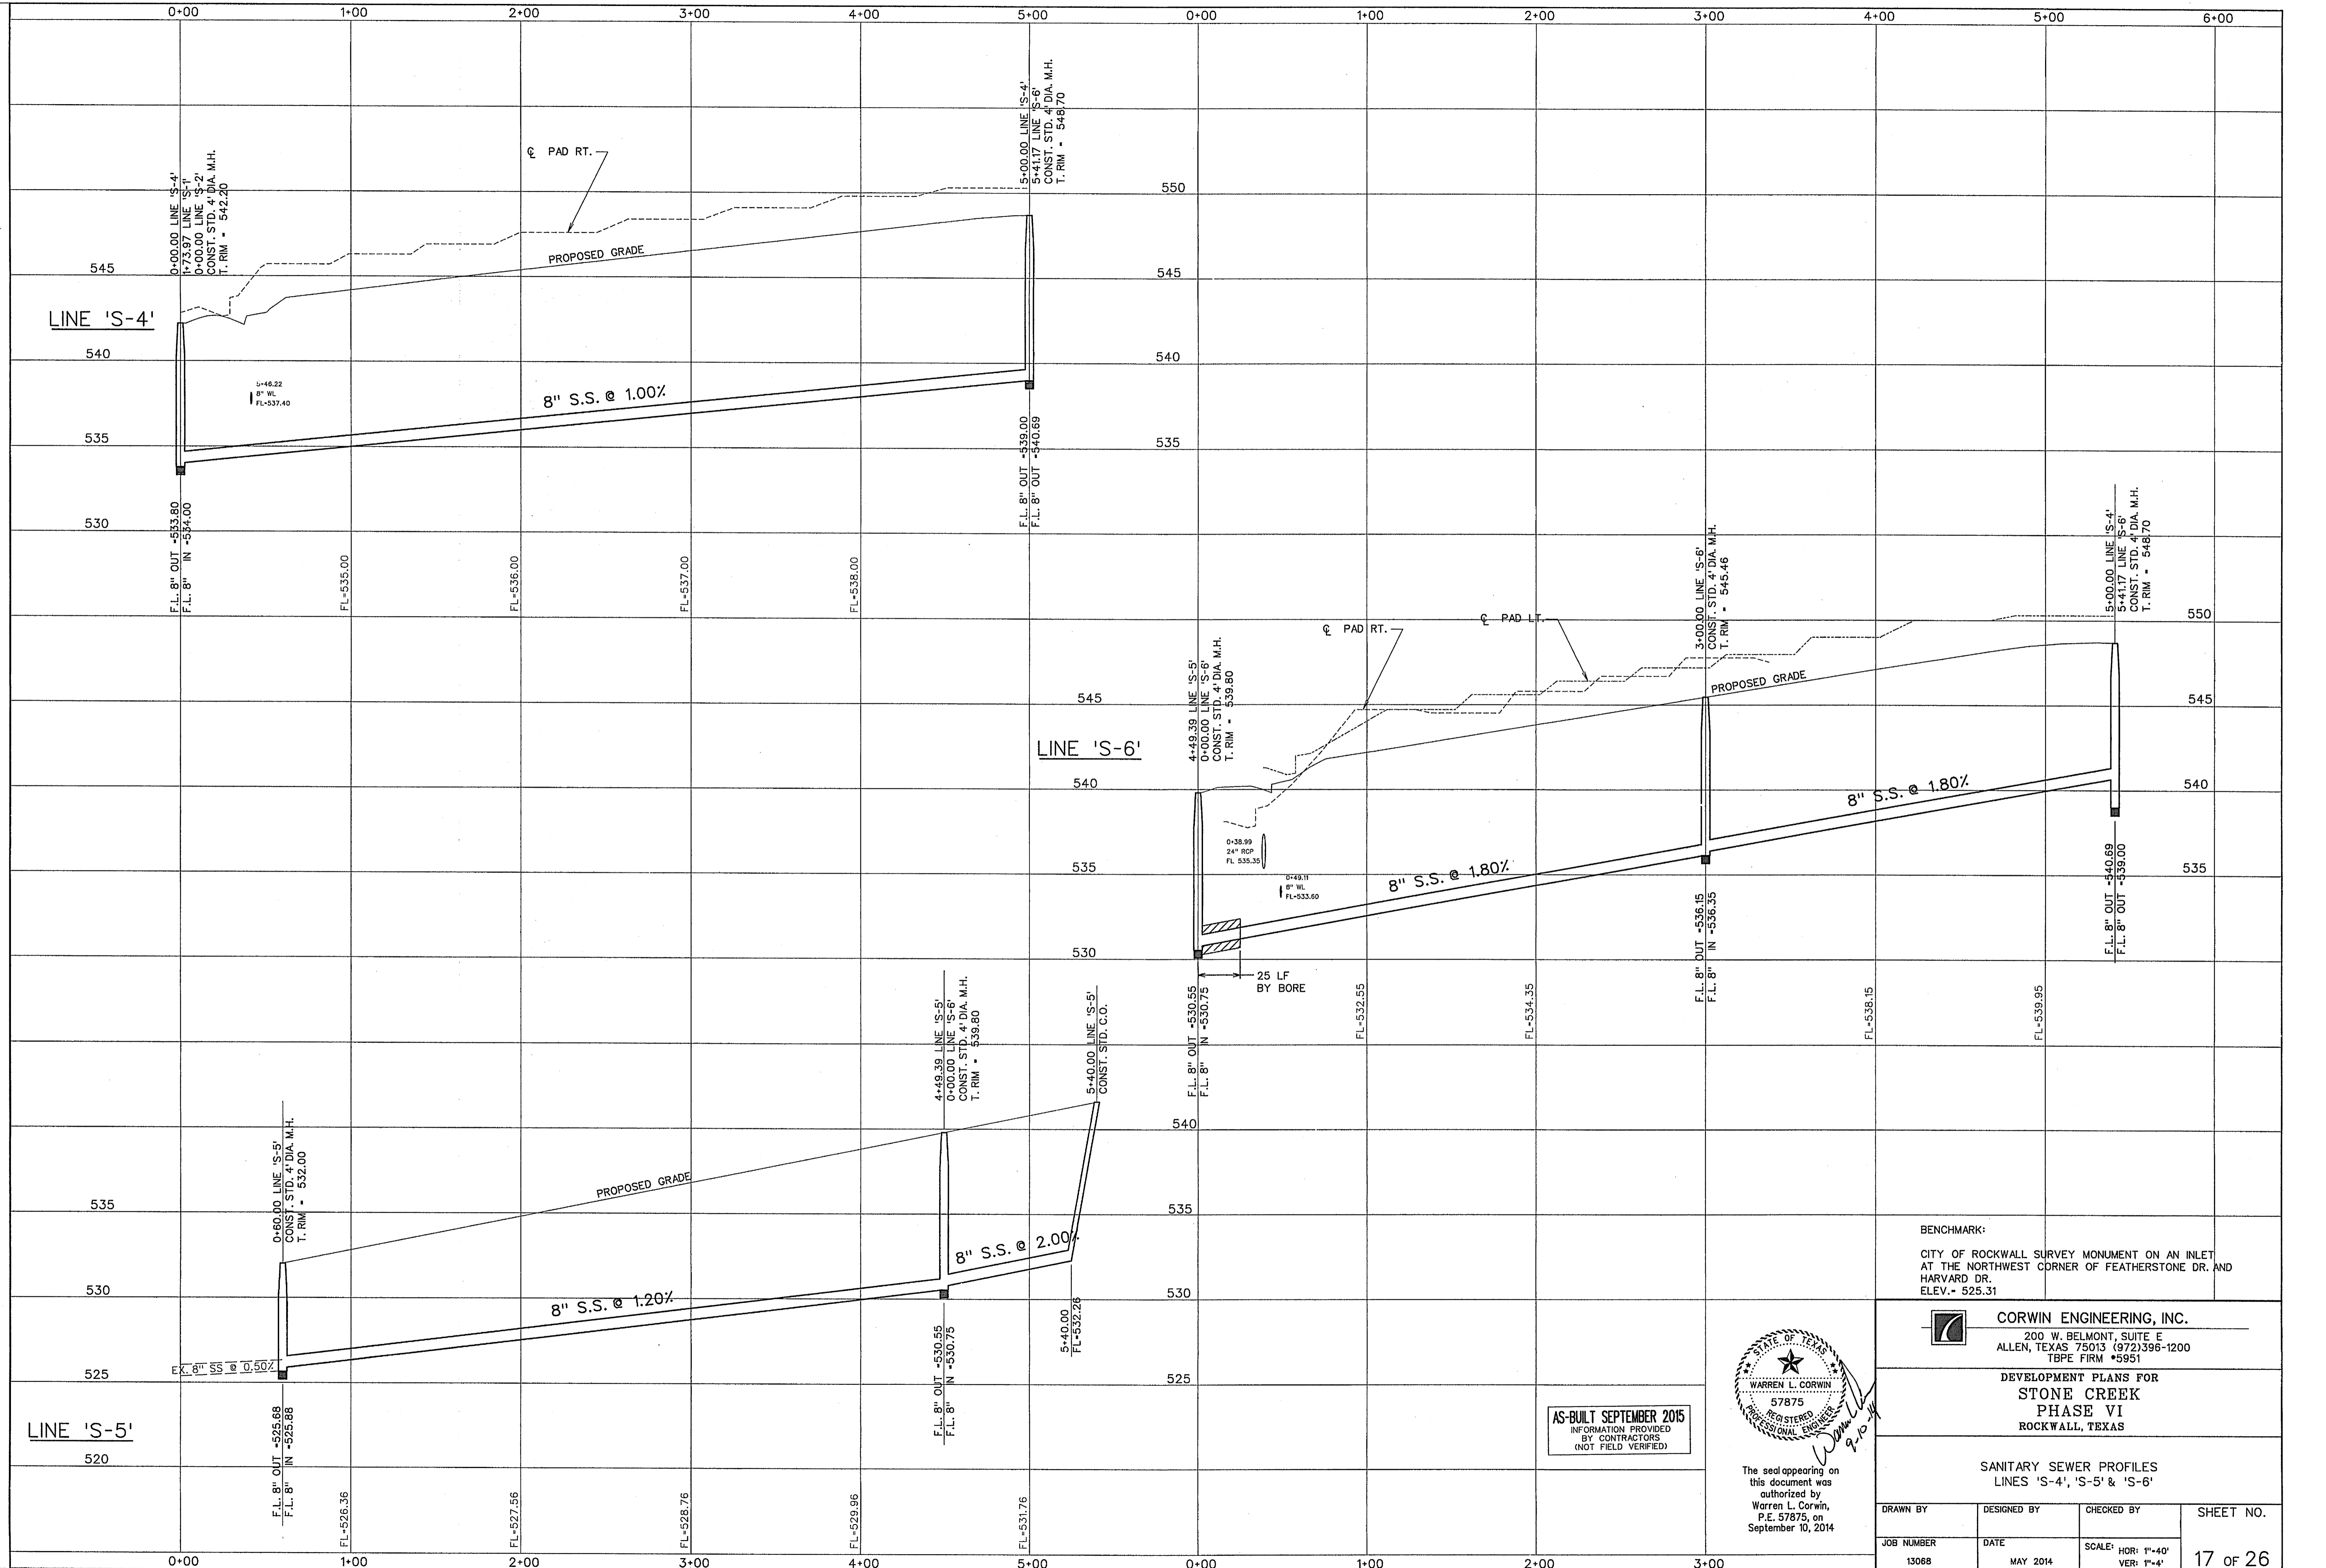 0+00 1+00 2+00 3+00 4+00 5+00 0+00 1+00 2+00 3+00 4+00 5+00 6+00
LINE 'S-4'
545
540
535
530
0+00.00 LINE 'S-4'
1+73.97 LINE 'S-1'
0+00.00 LINE 'S-2'
CONST. STD. 4' DIA. M.H.
T. RIM = 542.20
℄ PAD RT.
PROPOSED GRADE
5+46.22
8" WL
FL=537.40
8" S.S. @ 1.00%
5+00.00 LINE 'S-4'
5+41.17 LINE 'S-6'
CONST. STD. 4' DIA. M.H.
T. RIM = 548.70
550
545
540
535
F.L. 8" OUT =533.80
F.L. 8" IN =534.00
FL=535.00
FL=536.00
FL=537.00
FL=538.00
F.L. 8" OUT =539.00
F.L. 8" OUT =540.69
LINE 'S-6'
545
540
535
530
4+49.39 LINE 'S-5'
0+00.00 LINE 'S-6'
CONST. STD. 4' DIA. M.H.
T. RIM = 539.80
℄ PAD RT.
℄ PAD LT.
3+00.00 LINE 'S-6'
CONST. STD. 4' DIA. M.H.
T. RIM = 545.46
PROPOSED GRADE
5+00.00 LINE 'S-4'
5+41.17 LINE 'S-6'
CONST. STD. 4' DIA. M.H.
T. RIM = 548.70
550
545
540
535
0+38.99
24" RCP
FL 535.35
0+49.11
8" WL
FL=533.60
8" S.S. @ 1.80%
8" S.S. @ 1.80%
25 LF
BY BORE
F.L. 8" OUT =530.55
F.L. 8" IN =530.75
FL=532.55
FL=534.35
F.L. 8" OUT =536.15
F.L. 8" IN =536.35
FL=538.15
FL=539.95
F.L. 8" OUT =540.69
F.L. 8" OUT =539.00
LINE 'S-5'
535
530
525
520
0+60.00 LINE 'S-5'
CONST. STD. 4' DIA. M.H.
T. RIM = 532.00
PROPOSED GRADE
4+49.39 LINE 'S-5'
0+00.00 LINE 'S-6'
CONST. STD. 4' DIA. M.H.
T. RIM = 539.80
5+40.00 LINE 'S-5'
CONST. STD. C.O.
540
535
530
525
EX. 8" SS @ 0.50%
8" S.S. @ 1.20%
8" S.S. @ 2.00%
F.L. 8" OUT =525.68
F.L. 8" IN =525.88
FL=526.36
FL=527.56
FL=528.76
FL=529.96
F.L. 8" OUT =530.55
F.L. 8" IN =530.75
FL=531.76
5+40.00
FL=532.26
0+00 1+00 2+00 3+00 4+00 5+00 0+00 1+00 2+00 3+00
AS-BUILT SEPTEMBER 2015
INFORMATION PROVIDED
BY CONTRACTORS
(NOT FIELD VERIFIED)
STATE OF TEXAS
WARREN L. CORWIN
57875
REGISTERED
PROFESSIONAL ENGINEER
9-10-14
The seal appearing on
this document was
authorized by
Warren L. Corwin,
P.E. 57875, on
September 10, 2014
BENCHMARK:
CITY OF ROCKWALL SURVEY MONUMENT ON AN INLET
AT THE NORTHWEST CORNER OF FEATHERSTONE DR. AND
HARVARD DR.
ELEV.= 525.31
CORWIN ENGINEERING, INC.
200 W. BELMONT, SUITE E
ALLEN, TEXAS 75013 (972)396-1200
TBPE FIRM #5951
DEVELOPMENT PLANS FOR
STONE CREEK
PHASE VI
ROCKWALL, TEXAS
SANITARY SEWER PROFILES
LINES 'S-4', 'S-5' & 'S-6'
DRAWN BY
DESIGNED BY
CHECKED BY
SHEET NO.
JOB NUMBER
13068
DATE
MAY 2014
SCALE: HOR: 1"=40'
VER: 1"=4'
17 OF 26